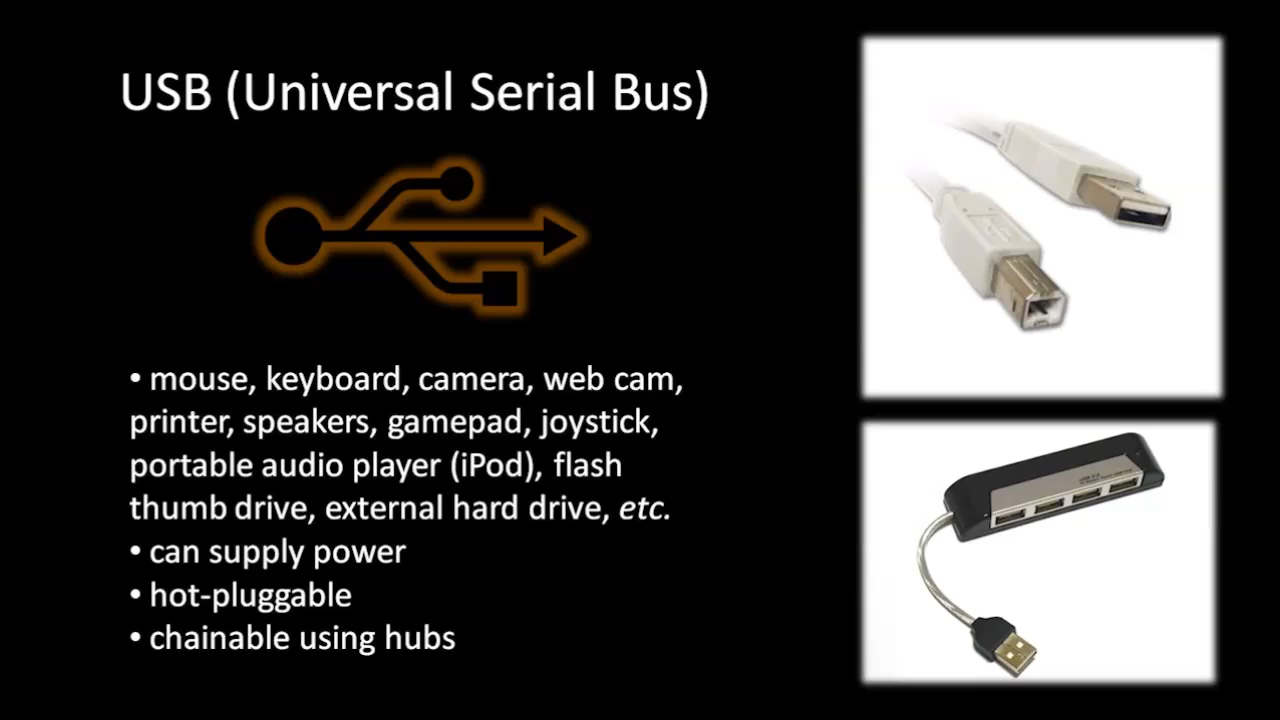 USB (Universal Serial Bus)
• mouse, keyboard, camera, web cam,
printer, speakers, gamepad, joystick,
portable audio player (iPod), flash
thumb drive, external hard drive, etc.
• can supply power
• hot-pluggable
• chainable using hubs